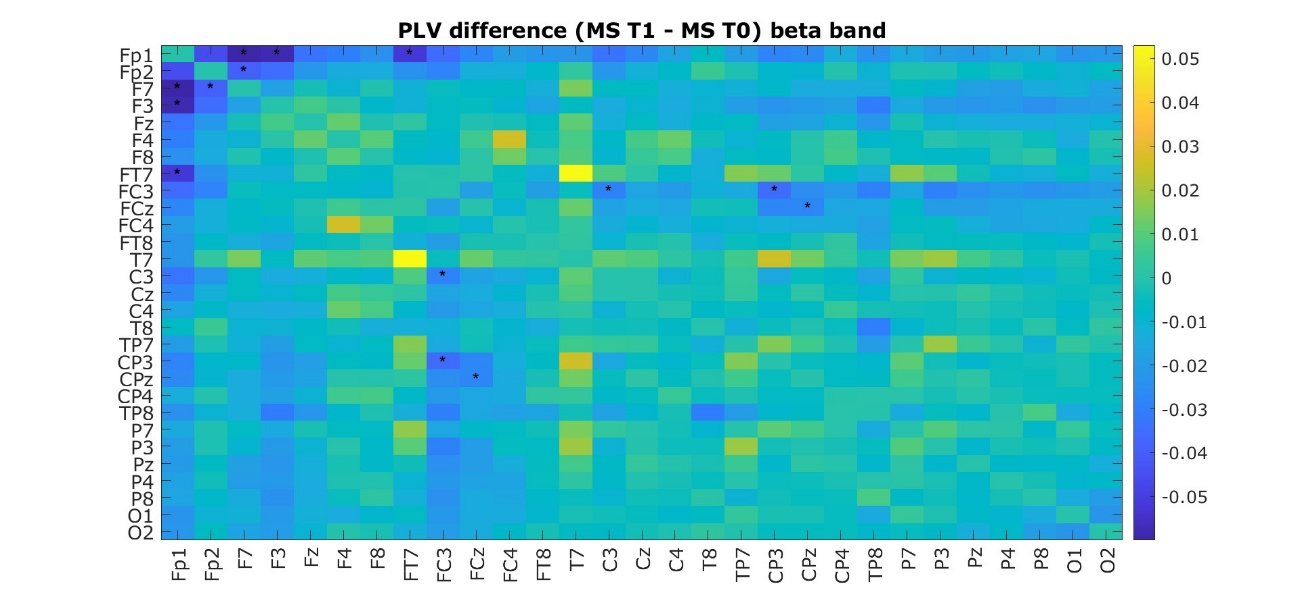 PLV difference (MS T1 - MS T0) beta band
Fp1
Fp2
F7
F3
Fz
F4
F8
FT7
FC3
FCz
FC4
FT8
T7
C3
Cz
C4
T8
TP7
CP3
CPz
CP4
TP8
P7
P3
Pz
P4
P8
O1
O2
* * *
*
* *
*
*
* *
*
*
*
*
0.05
0.04
0.03
0.02
0.01
0
-0.01
-0.02
-0.03
-0.04
-0.05
Fp1 Fp2 F7 F3 Fz F4 F8 FT7 FC3 FCz FC4 FT8 T7 C3 Cz C4 T8 TP7 CP3 CPz CP4 TP8 P7 P3 Pz P4 P8 O1 O2